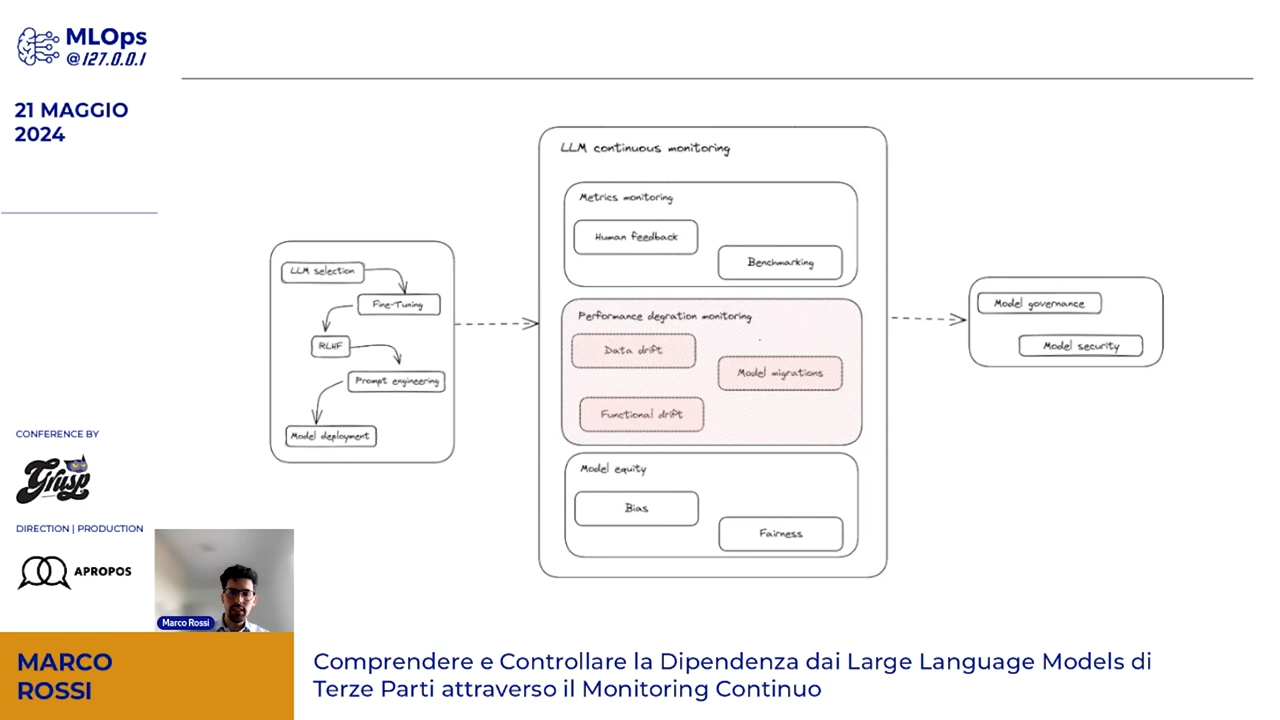 MLOps
@127.0.0.1
21 MAGGIO
2024
LLM selection
Fine-Tuning
RLHF
Prompt engineering
Model deployment
LLM continuous monitoring
Metrics monitoring
Human feedback
Benchmarking
Performance degration monitoring
Data drift
Model migrations
Functional drift
Model equity
Bias
Fairness
Model governance
Model security
CONFERENCE BY
Grusp
DIRECTION | PRODUCTION
APROPOS
Marco Rossi
MARCO
ROSSI
Comprendere e Controllare la Dipendenza dai Large Language Models di
Terze Parti attraverso il Monitoring Continuo